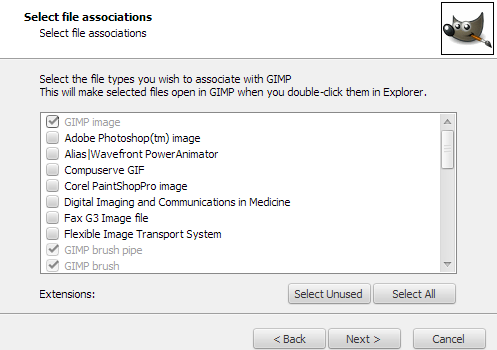 Select file associations
Select file associations
Select the file types you wish to associate with GIMP
This will make selected files open in GIMP when you double-click them in Explorer.
GIMP image
Adobe Photoshop(tm) image
Alias|Wavefront PowerAnimator
Compuserve GIF
Corel PaintShopPro image
Digital Imaging and Communications in Medicine
Fax G3 Image file
Flexible Image Transport System
GIMP brush pipe
GIMP brush
Extensions:
Select Unused
Select All
< Back
Next >
Cancel